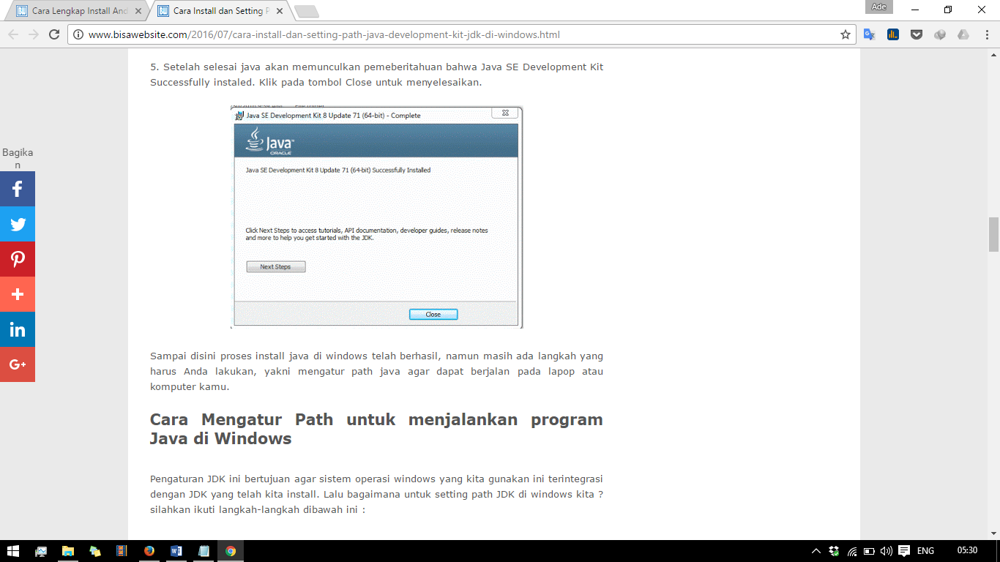 Cara Lengkap Install And
Cara Install dan Setting P
Ade
www.bisawebsite.com/2016/07/cara-install-dan-setting-path-java-development-kit-jdk-di-windows.html
5. Setelah selesai java akan memunculkan pemeberitahuan bahwa Java SE Development Kit
Successfully instaled. Klik pada tombol Close untuk menyelesaikan.
Java SE Development Kit 8 Update 71 (64-bit) - Complete
Java
ORACLE
Java SE Development Kit 8 Update 71 (64-bit) Successfully Installed
Click Next Steps to access tutorials, API documentation, developer guides, release notes
and more to help you get started with the JDK.
Next Steps
Close
Bagika
n
Sampai disini proses install java di windows telah berhasil, namun masih ada langkah yang
harus Anda lakukan, yakni mengatur path java agar dapat berjalan pada lapop atau
komputer kamu.
Cara Mengatur Path untuk menjalankan program
Java di Windows
Pengaturan JDK ini bertujuan agar sistem operasi windows yang kita gunakan ini terintegrasi
dengan JDK yang telah kita install. Lalu bagaimana untuk setting path JDK di windows kita ?
silahkan ikuti langkah-langkah dibawah ini :
ENG
05:30